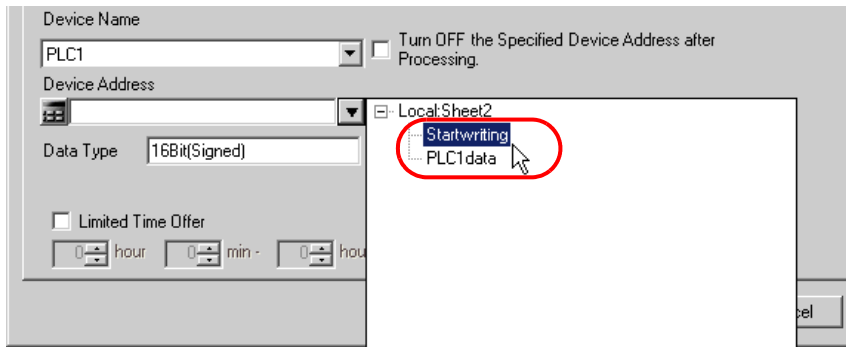 Device Name
PLC1
Turn OFF the Specified Device Address after
Processing.
Device Address
Local:Sheet2
Startwriting
Data Type 16Bit(Signed)
PLC1data
Limited Time Offer
0 hour 0 min - 0 hou
cel